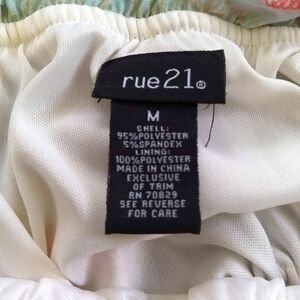 rue21®
M
SHELL:
95%POLYESTER
5%SPANDEX
LINING:
100%POLYESTER
MADE IN CHINA
EXCLUSIVE
OF TRIM
RN 70829
SEE REVERSE
FOR CARE